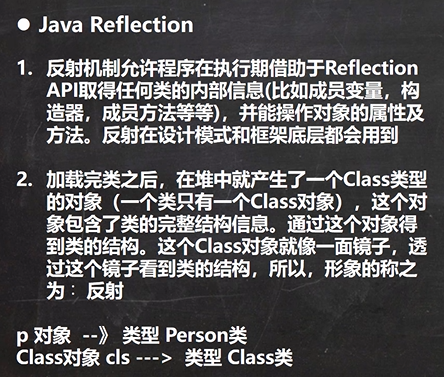 ● Java Reflection
1. 反射机制允许程序在执行期借助于Reflection
API取得任何类的内部信息(比如成员变量，构
造器，成员方法等等)，并能操作对象的属性及
方法。反射在设计模式和框架底层都会用到
2. 加载完类之后，在堆中就产生了一个Class类型
的对象（一个类只有一个Class对象），这个对
象包含了类的完整结构信息。通过这个对象得
到类的结构。这个Class对象就像一面镜子，透
过这个镜子看到类的结构，所以，形象的称之
为：反射
p 对象 --》 类型 Person类
Class对象 cls ---> 类型 Class类